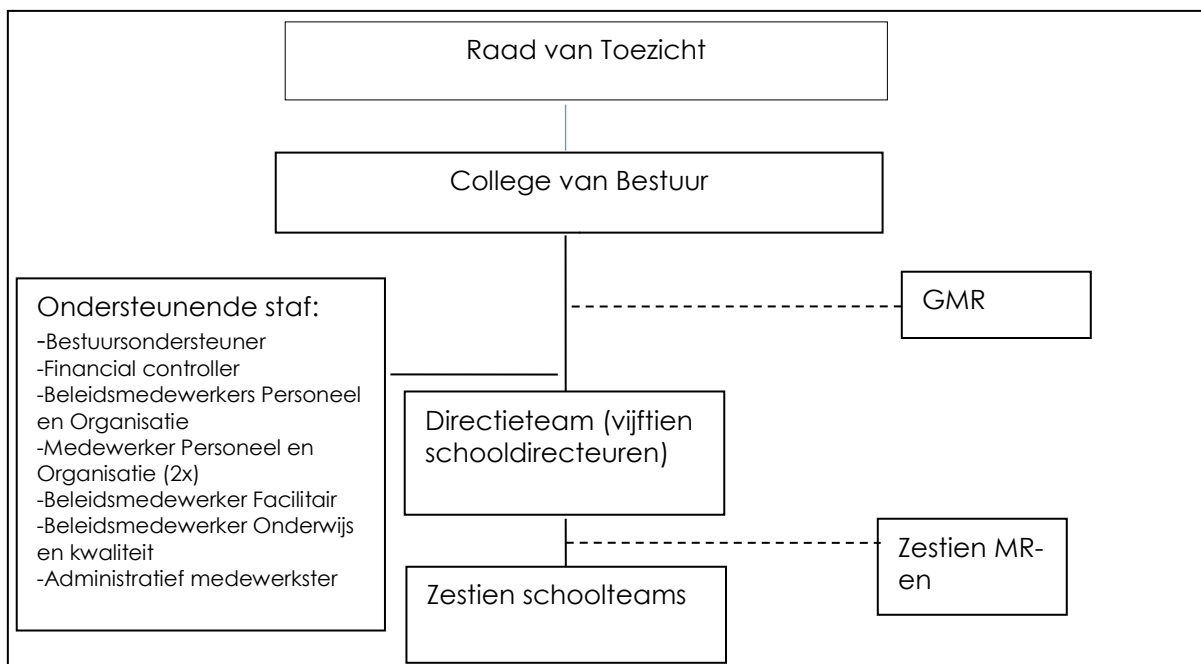 Raad van Toezicht
College van Bestuur
Ondersteunende staf:
-Bestuursondersteuner
-Financial controller
-Beleidsmedewerkers Personeel
en Organisatie
-Medewerker Personeel en
Organisatie (2x)
-Beleidsmedewerker Facilitair
-Beleidsmedewerker Onderwijs
en kwaliteit
-Administratief medewerkster
GMR
Directieteam (vijftien
schooldirecteuren)
Zestien MR-
en
Zestien schoolteams